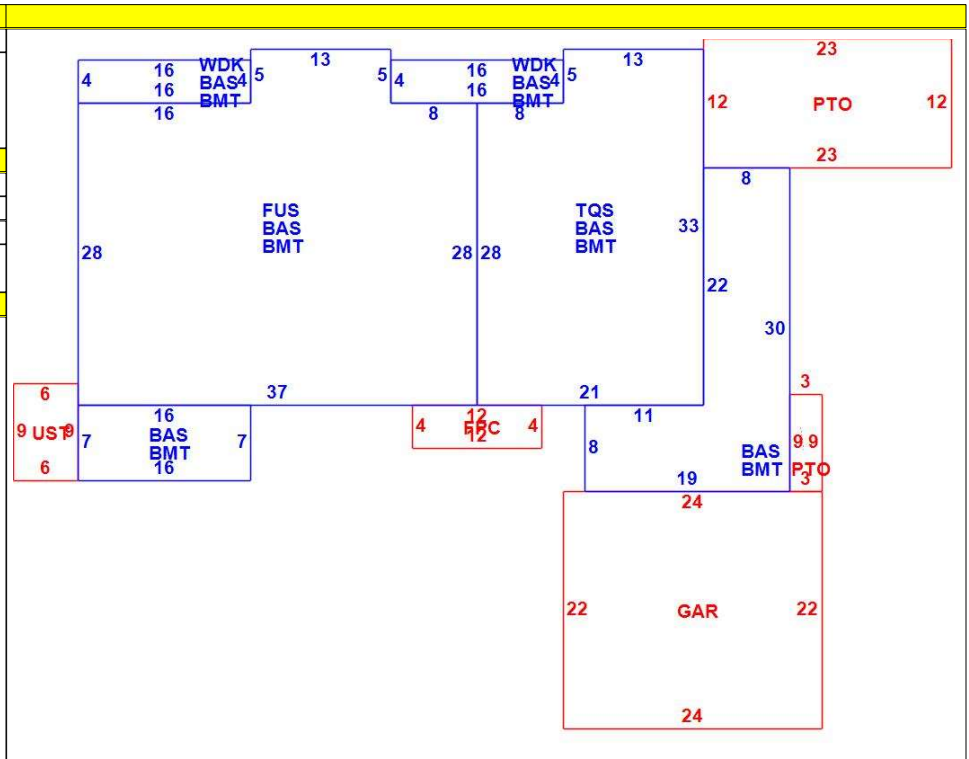 13
13
23
16 WDK
16 WDK
4
16 BAS 4
5
5
4
16 BAS 4
5
BMT
BMT
12
PTO
12
16
8
8
23
8
FUS
BAS
BMT
TQS
BAS
BMT
33
28
28
28
22
30
37
21
3
6
16
12
11
9 UST 9
7
BAS
BMT
7
4
FPC
4
12
8
BAS
BMT
9 9
PTO
6
16
19
3
24
22
GAR
22
24